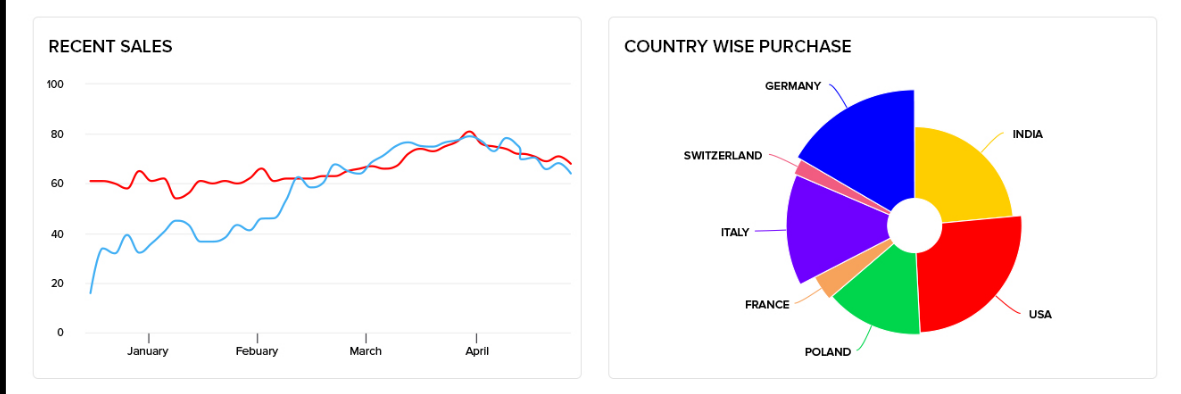 RECENT SALES
100
80
60
40
20
0
January
Febuary
March
April
COUNTRY WISE PURCHASE
GERMANY
INDIA
SWITZERLAND
ITALY
FRANCE
USA
POLAND